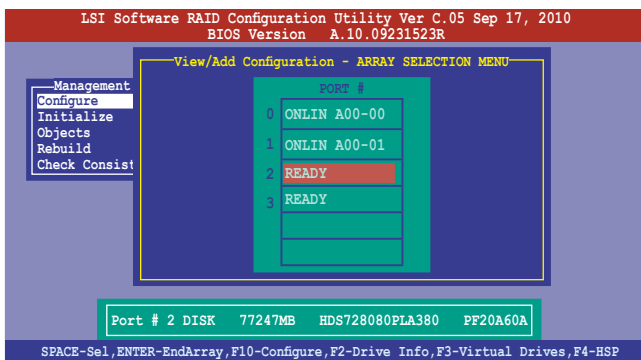 LSI Software RAID Configuration Utility Ver C.05 Sep 17, 2010
BIOS Version A.10.09231523R
View/Add Configuration - ARRAY SELECTION MENU
Management
Configure
Initialize
Objects
Rebuild
Check Consist
PORT #
0 ONLIN A00-00
1 ONLIN A00-01
2 READY
3 READY
Port # 2 DISK 77247MB HDS728080PLA380 PF20A60A
SPACE-Sel,ENTER-EndArray,F10-Configure,F2-Drive Info,F3-Virtual Drives,F4-HSP